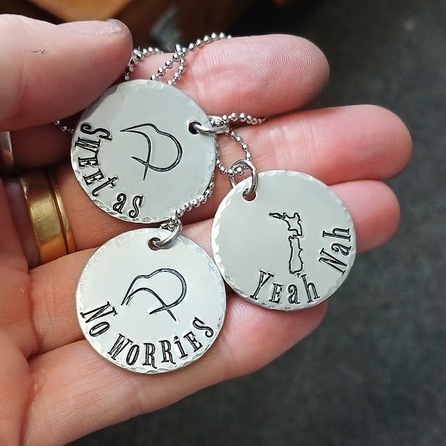 Sweet as
Yeah Nah
No WORRiES